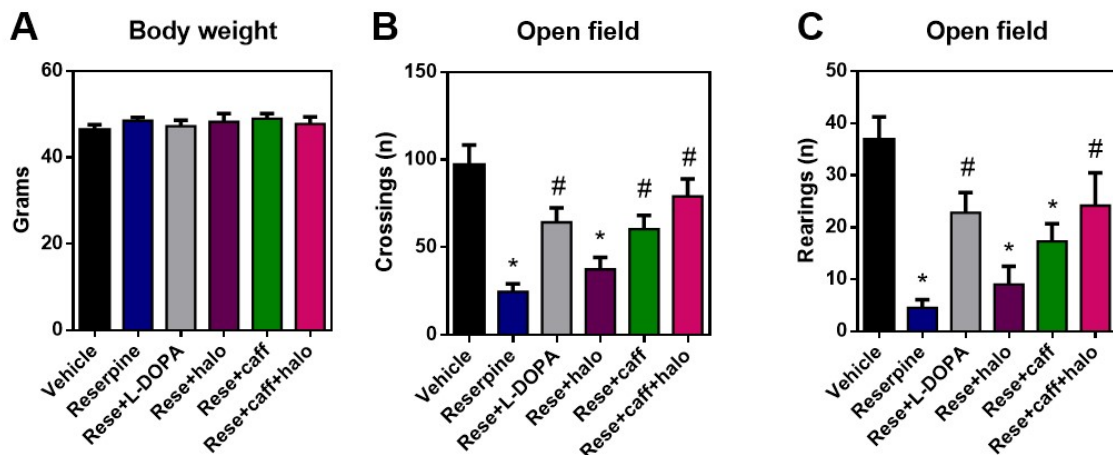 A
Body weight
Grams
60
40
20
0
Vehicle
Reserpine
Rese+L-DOPA
Rese+halo
Rese+caff
Rese+caff+halo
B
Open field
Crossings (n)
150
100
50
0
*
#
*
#
#
Vehicle
Reserpine
Rese+L-DOPA
Rese+halo
Rese+caff
Rese+caff+halo
C
Open field
Rearings (n)
50
40
30
20
10
0
*
#
*
*
#
Vehicle
Reserpine
Rese+L-DOPA
Rese+halo
Rese+caff
Rese+caff+halo